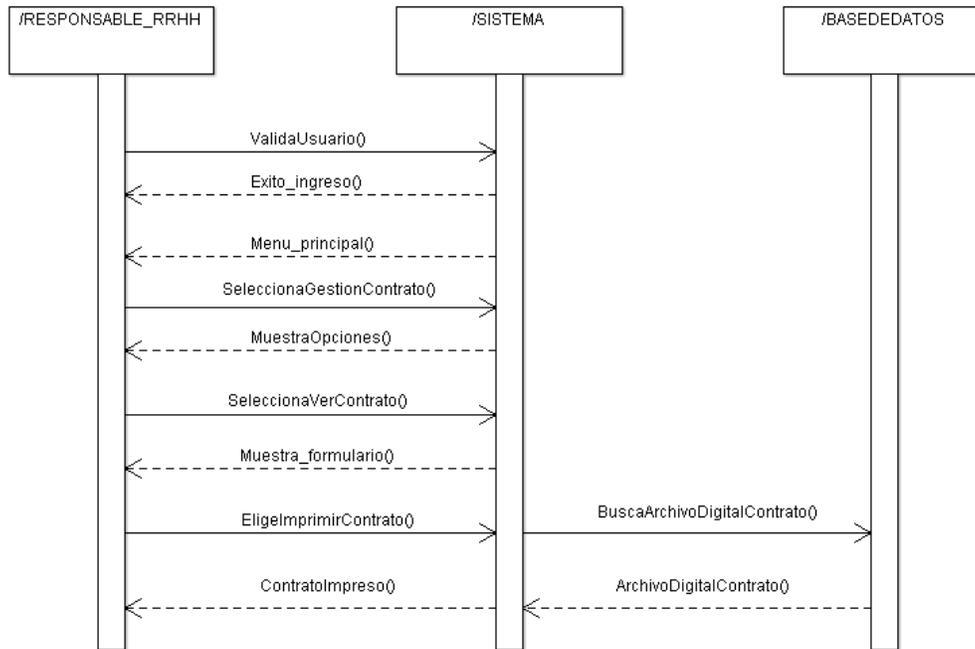 /RESPONSABLE_RRHH
/SISTEMA
/BASEDEDATOS
ValidaUsuario()
Exito_ingreso()
Menu_principal()
SeleccionaGestionContrato()
MuestraOpciones()
SeleccionaVerContrato()
Muestra_formulario()
EligeImprimirContrato()
BuscaArchivoDigitalContrato()
ContratoImpreso()
ArchivoDigitalContrato()